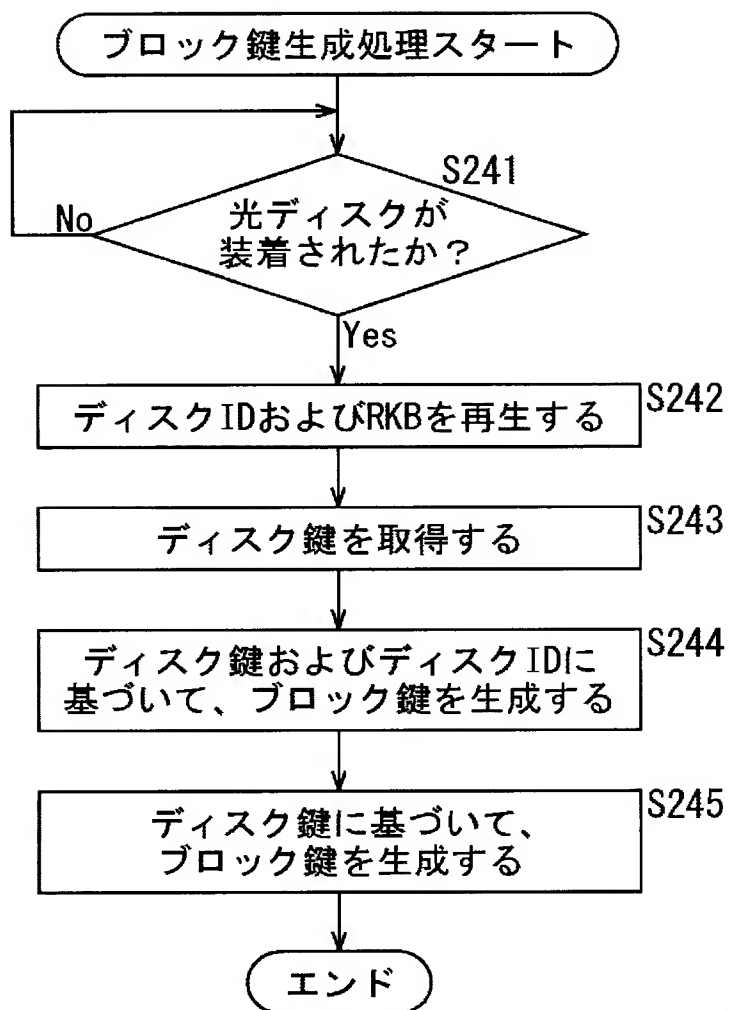 ブロック鍵生成処理スタート
S241
光ディスクが
装着されたか？
No
Yes
S242
ディスクIDおよびRKBを再生する
S243
ディスク鍵を取得する
S244
ディスク鍵およびディスクIDに
基づいて、ブロック鍵を生成する
S245
ディスク鍵に基づいて、
ブロック鍵を生成する
エンド